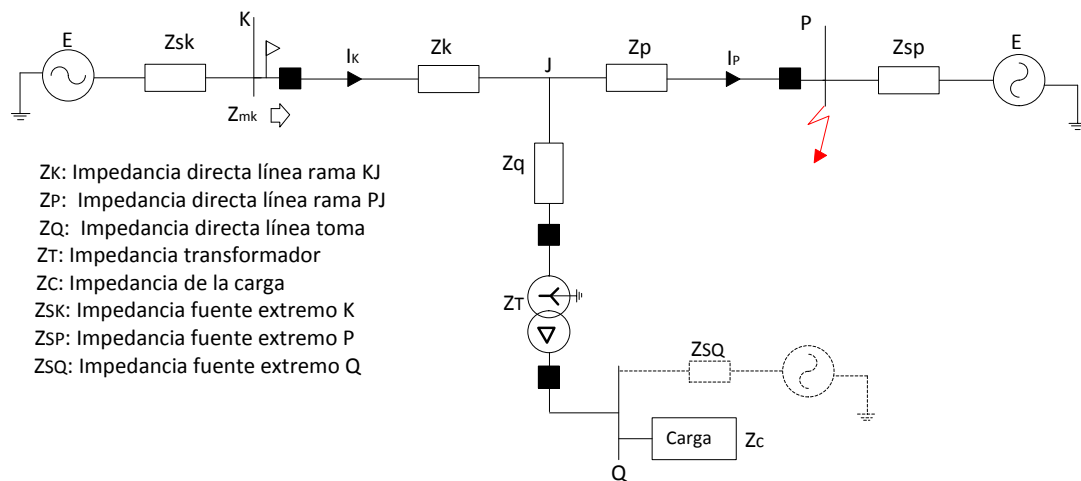 K
P
E
Zsk
IK
Zk
J
Zp
IP
Zsp
E
Zmk
Zq
ZK: Impedancia directa línea rama KJ
ZP: Impedancia directa línea rama PJ
ZQ: Impedancia directa línea toma
ZT: Impedancia transformador
ZC: Impedancia de la carga
ZSK: Impedancia fuente extremo K
ZSP: Impedancia fuente extremo P
ZSQ: Impedancia fuente extremo Q
ZT
ZSQ
Carga
Zc
Q